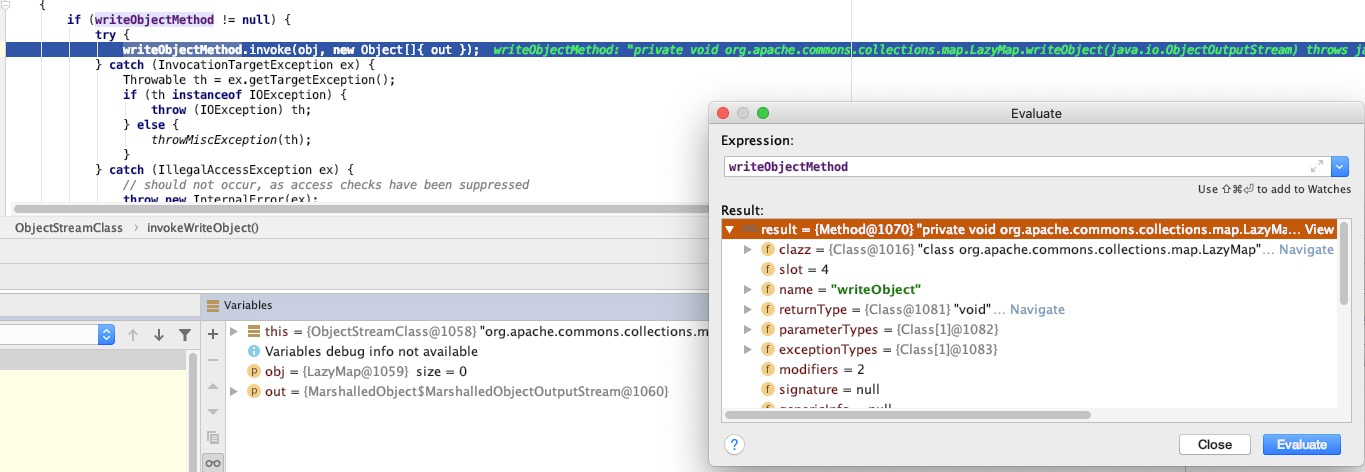 {
if (writeObjectMethod != null) {
try {
writeObjectMethod.invoke(obj, new Object[]{ out });  writeObjectMethod: "private void org.apache.commons.collections.map.LazyMap.writeObject(java.io.ObjectOutputStream) throws ja
} catch (InvocationTargetException ex) {
Throwable th = ex.getTargetException();
if (th instanceof IOException) {
throw (IOException) th;
} else {
throwMiscException(th);
}
} catch (IllegalAccessException ex) {
// should not occur, as access checks have been suppressed
throw new InternalError(ex);
ObjectStreamClass › invokeWriteObject()
Variables
this = {ObjectStreamClass@1058} "org.apache.commons.collections.m
Variables debug info not available
obj = {LazyMap@1059} size = 0
out = {MarshalledObject$MarshalledObjectOutputStream@1060}
Evaluate
Expression:
writeObjectMethod
Use ⇧⌘⏎ to add to Watches
Result:
result = {Method@1070} "private void org.apache.commons.collections.map.LazyMa... View
f clazz = {Class@1016} "class org.apache.commons.collections.map.LazyMap"... Navigate
f slot = 4
f name = "writeObject"
f returnType = {Class@1081} "void"... Navigate
f parameterTypes = {Class[1]@1082}
f exceptionTypes = {Class[1]@1083}
f modifiers = 2
f signature = null
? Close Evaluate